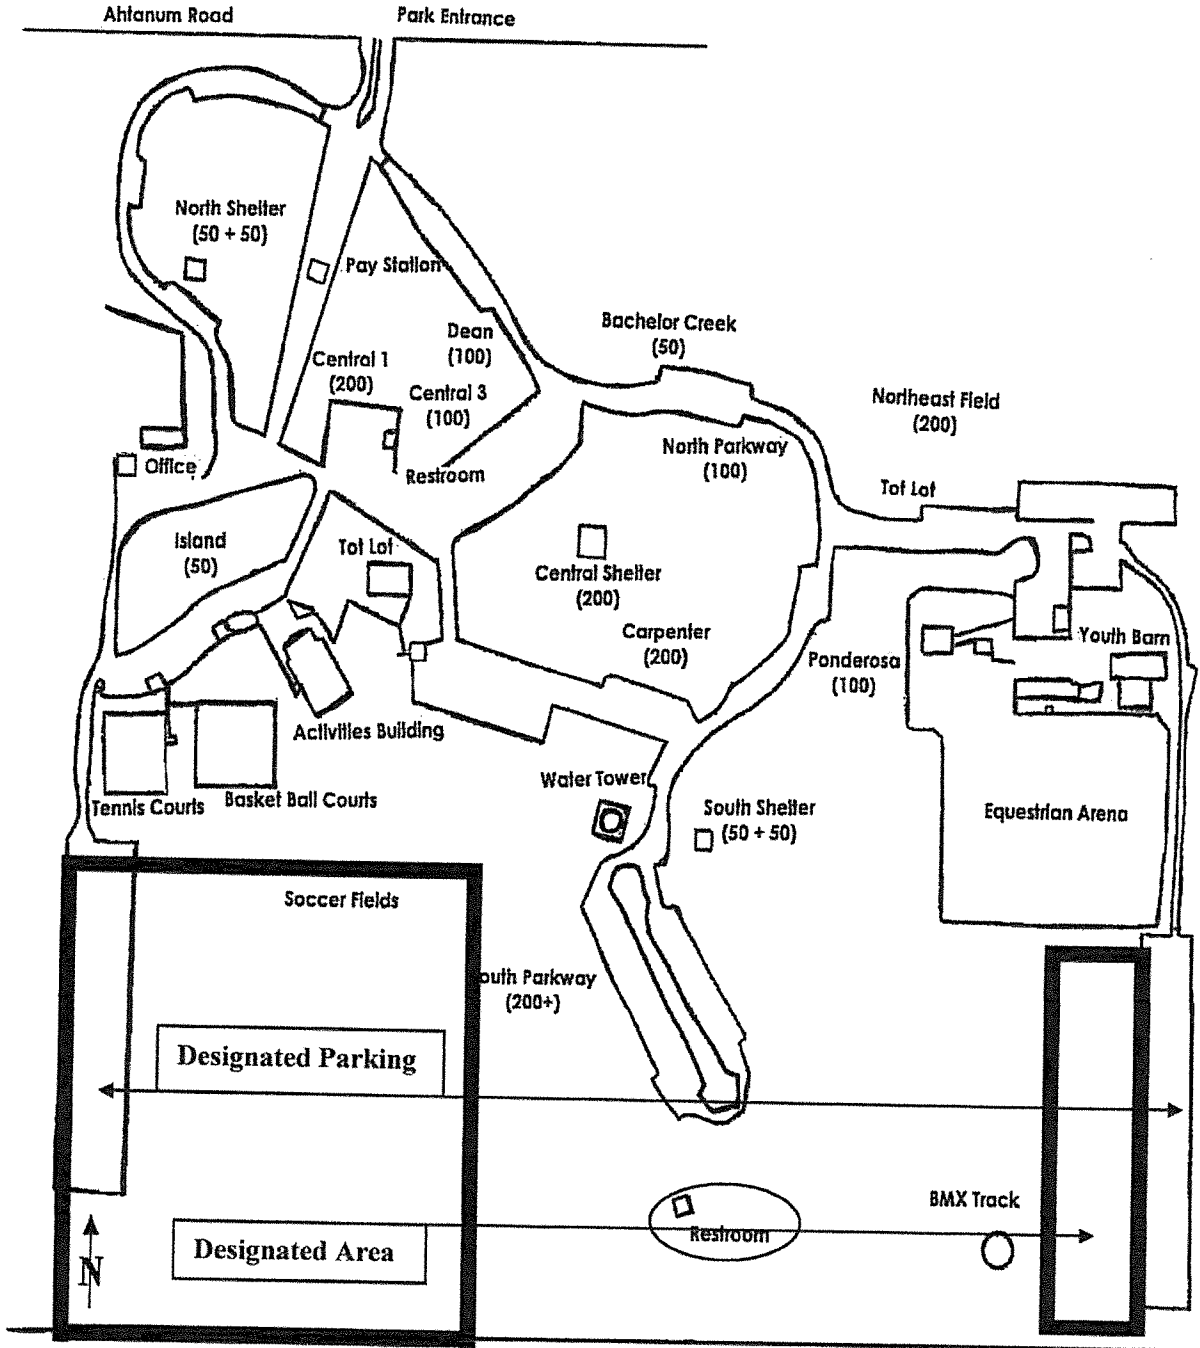 Ahtanum Road
Park Entrance
North Shelter
(50 + 50)
Pay Station
Dean
(100)
Bachelor Creek
(50)
Central 1
(200)
Central 3
(100)
Northeast Field
(200)
North Parkway
(100)
Office
Restroom
Tot Lot
Island
(50)
Tot Lot
Central Shelter
(200)
Carpenter
(200)
Ponderosa
(100)
Youth Barn
Activities Building
Water Tower
Tennis Courts
Basket Ball Courts
South Shelter
(50 + 50)
Equestrian Arena
Soccer Fields
outh Parkway
(200+)
Designated Parking
BMX Track
Restroom
Designated Area
N